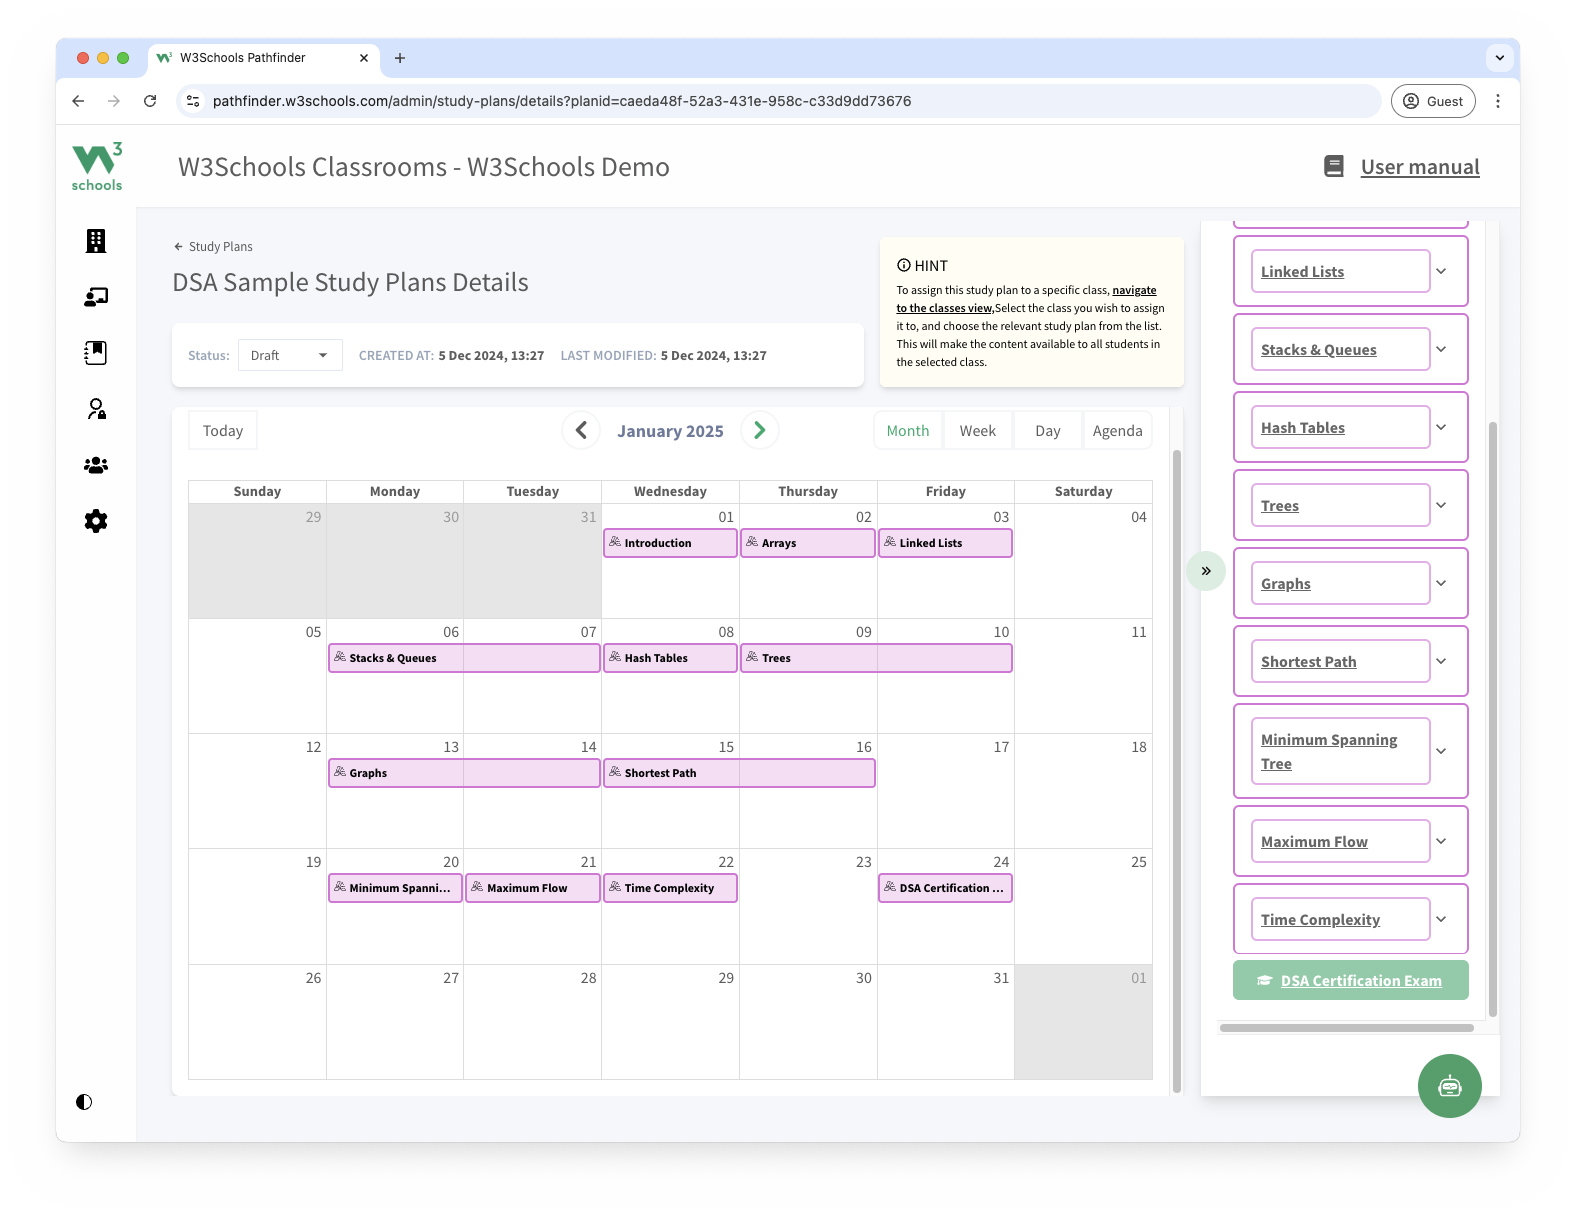 W3Schools Pathfinder
pathfinder.w3schools.com/admin/study-plans/details?planid=caeda48f-52a3-431e-958c-c33d9dd73676
Guest
W3
schools
W3Schools Classrooms - W3Schools Demo
User manual
Study Plans
DSA Sample Study Plans Details
HINT
To assign this study plan to a specific class, navigate
to the classes view,Select the class you wish to assign
it to, and choose the relevant study plan from the list.
This will make the content available to all students in
the selected class.
Status: Draft CREATED AT: 5 Dec 2024, 13:27 LAST MODIFIED: 5 Dec 2024, 13:27
Today January 2025 Month Week Day Agenda
Sunday Monday Tuesday Wednesday Thursday Friday Saturday
29 30 31 01 02 03 04
Introduction Arrays Linked Lists
05 06 07 08 09 10 11
Stacks & Queues Hash Tables Trees
12 13 14 15 16 17 18
Graphs Shortest Path
19 20 21 22 23 24 25
Minimum Spanni... Maximum Flow Time Complexity DSA Certification ...
26 27 28 29 30 31 01
Linked Lists
Stacks & Queues
Hash Tables
Trees
Graphs
Shortest Path
Minimum Spanning
Tree
Maximum Flow
Time Complexity
DSA Certification Exam